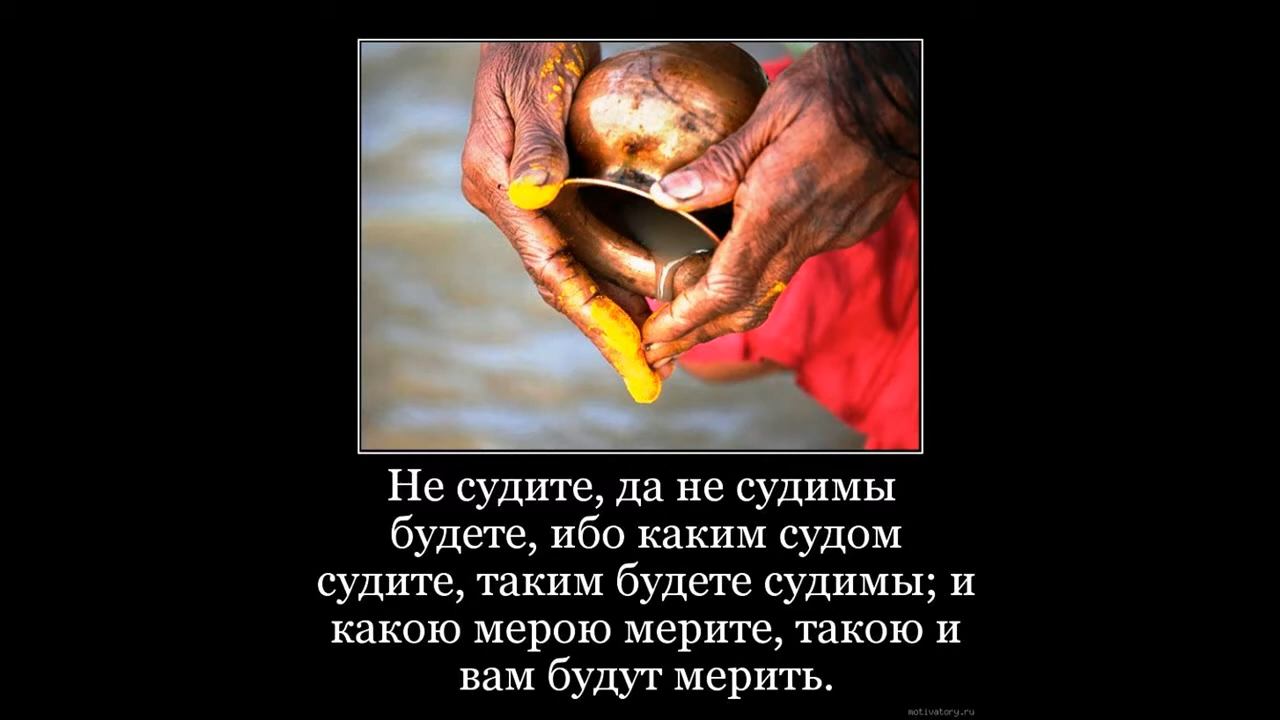 Не судите, да не судимы
будете, ибо каким судом
судите, таким будете судимы; и
какою мерою мерите, такою и
вам будут мерить.
motivatory.ru